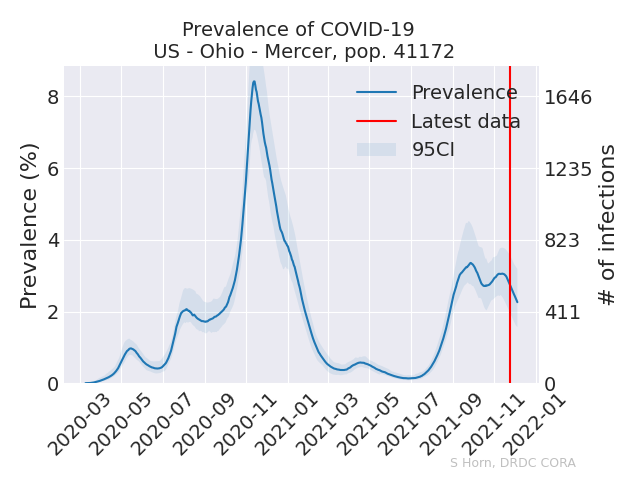 Prevalence of COVID-19
US - Ohio - Mercer, pop. 41172
Prevalence
Latest data
95CI
Prevalence (%)
8
6
4
2
0
1646
1235
823
411
0
# of infections
2020-03
2020-05
2020-07
2020-09
2020-11
2021-01
2021-03
2021-05
2021-07
2021-09
2021-11
2022-01
S Horn, DRDC CORA